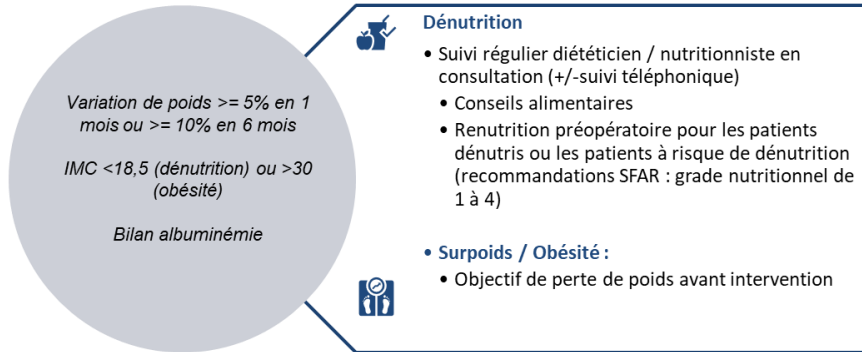 Variation de poids >= 5% en 1
mois ou >= 10% en 6 mois
IMC <18,5 (dénutrition) ou >30
(obésité)
Bilan albuminémie
Dénutrition
• Suivi régulier diététicien / nutritionniste en
consultation (+/-suivi téléphonique)
• Conseils alimentaires
• Renutrition préopératoire pour les patients
dénutris ou les patients à risque de dénutrition
(recommandations SFAR : grade nutritionnel de
1 à 4)
• Surpoids / Obésité :
• Objectif de perte de poids avant intervention